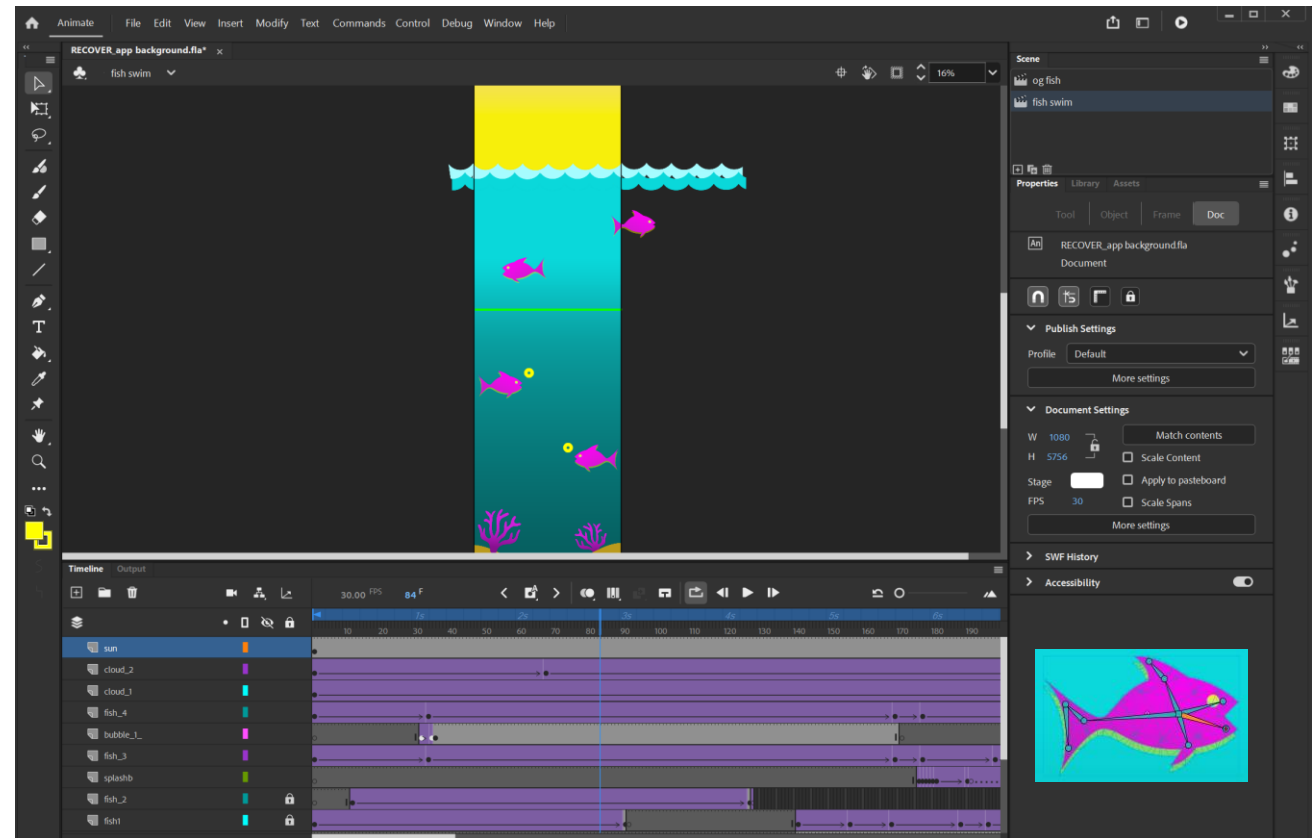 Animate File Edit View Insert Modify Text Commands Control Debug Window Help
RECOVER_app background.fla* x
fish swim
16%
Scene
og fish
fish swim
Properties Library Assets
Tool Object Frame Doc
An RECOVER_app background.fla
Document
Publish Settings
Profile Default
More settings
Document Settings
W 1080 Match contents
H 5756 Scale Content
Stage Apply to pasteboard
FPS 30 Scale Spans
More settings
SWF History
Accessibility
Timeline Output
30.00 FPS 84 F
1s 2s 3s 4s 5s 6s
10 20 30 40 50 60 70 80 90 100 110 120 130 140 150 160 170 180 190
sun
cloud_2
cloud_1
fish_4
bubble_1_
fish_3
splashb
fish_2
fish1